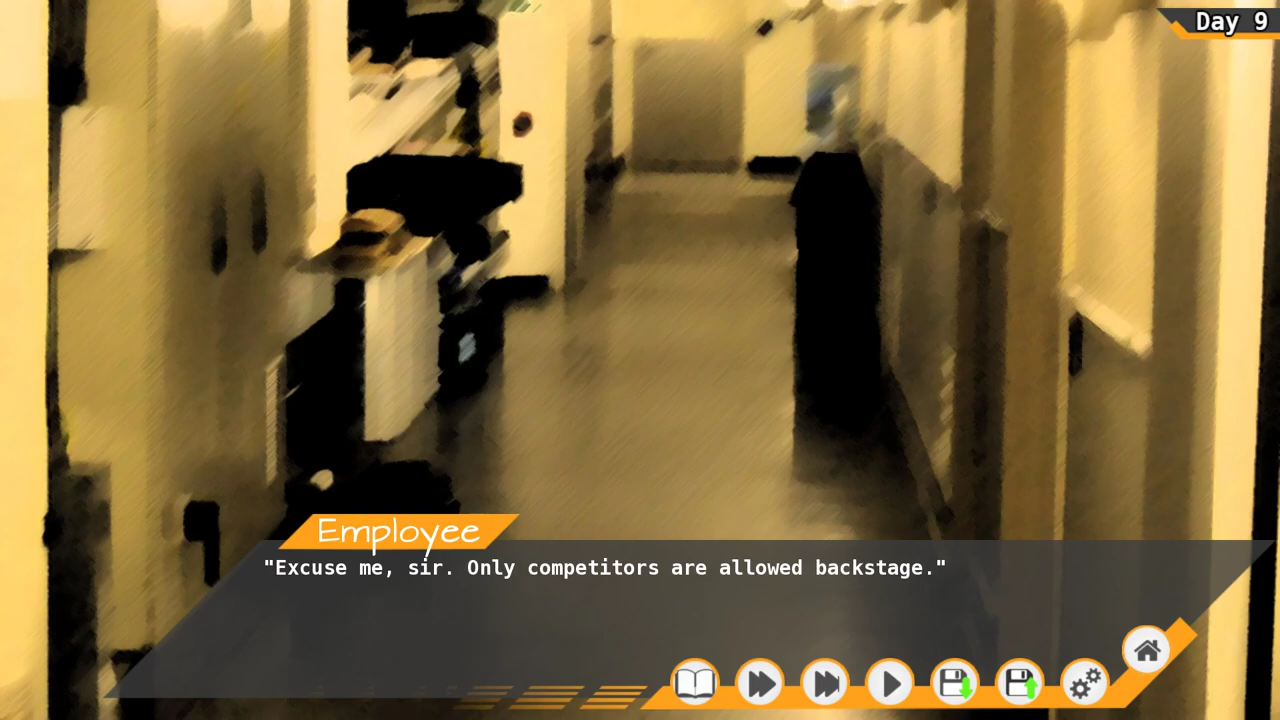 Day 9
Employee
"Excuse me, sir. Only competitors are allowed backstage."